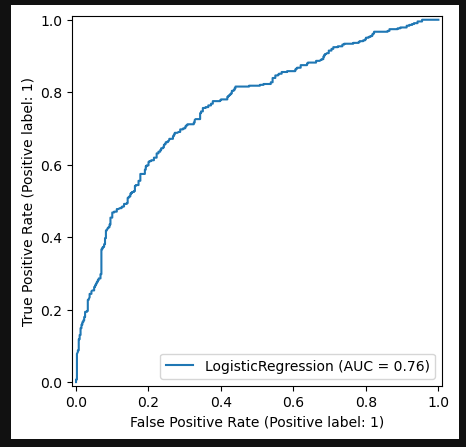 1.0
0.8
0.6
0.4
0.2
0.0
True Positive Rate (Positive label: 1)
LogisticRegression (AUC = 0.76)
0.0 0.2 0.4 0.6 0.8 1.0
False Positive Rate (Positive label: 1)